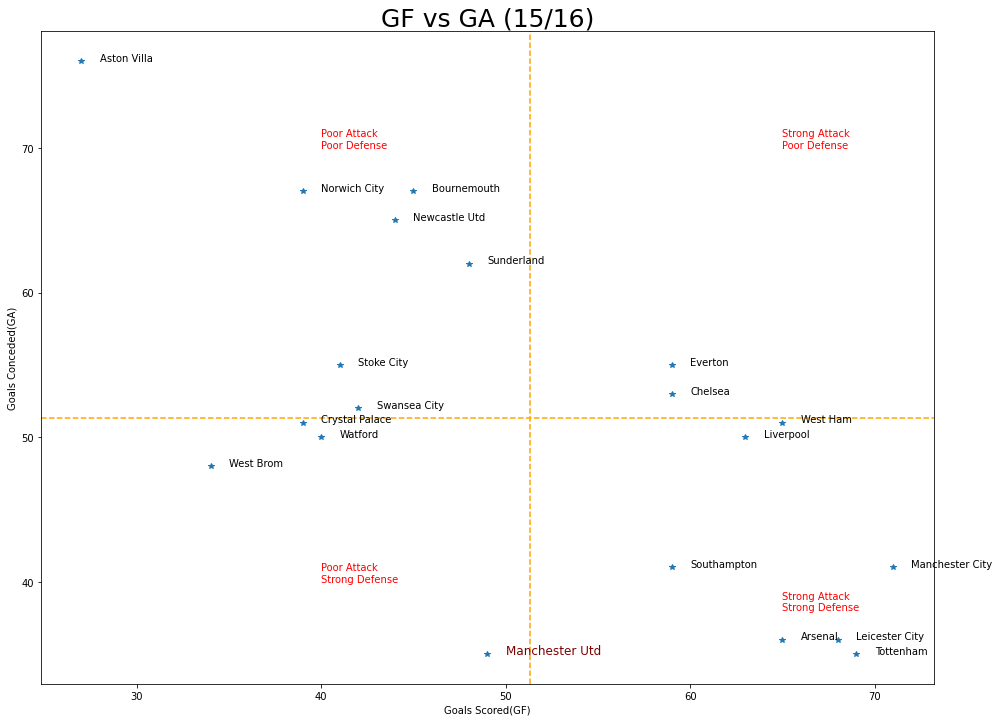 GF vs GA (15/16)
Aston Villa
Poor Attack
Poor Defense
Strong Attack
Poor Defense
70
Norwich City
Bournemouth
Newcastle Utd
Sunderland
60
Stoke City
Everton
Chelsea
Swansea City
Crystal Palace
West Ham
Watford
Liverpool
50
West Brom
Goals Conceded(GA)
Southampton
Manchester City
Poor Attack
Strong Defense
40
Strong Attack
Strong Defense
Arsenal
Leicester City
Manchester Utd
Tottenham
30
40
50
60
70
Goals Scored(GF)